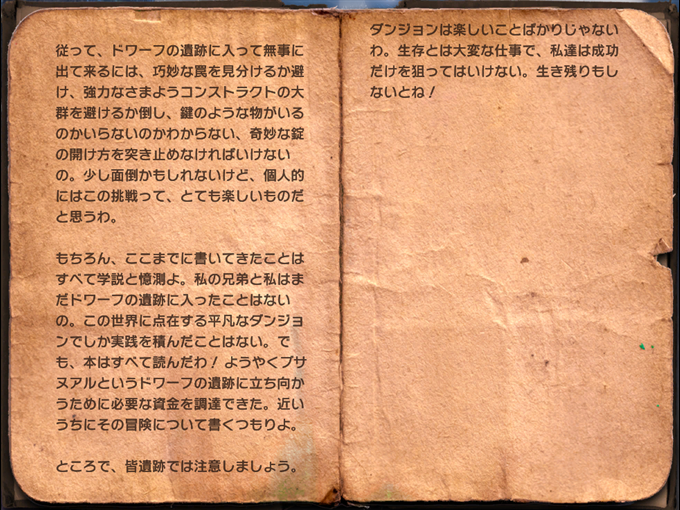 従って、ドワーフの遺跡に入って無事に
出て来るには、巧妙な罠を見分けるか避
け、強力なさまようコンストラクトの大
群を避けるか倒し、鍵のような物がいる
のかいらないのかわからない、奇妙な錠
の開け方を突き止めなければいけない
の。少し面倒かもしれないけど、個人的
にはこの挑戦って、とても楽しいものだ
と思うわ。
もちろん、ここまでに書いてきたことは
すべて学説と憶測よ。私の兄弟と私はま
だドワーフの遺跡に入ったことはない
の。この世界に点在する平凡なダンジョ
ンでしか実践を積んだことはない。で
も、本はすべて読んだわ！ようやくブサ
ヌアルというドワーフの遺跡に立ち向か
うために必要な資金を調達できた。近い
うちにその冒険について書くつもりよ。
ところで、皆遺跡では注意しましょう。
ダンジョンは楽しいことばかりじゃない
わ。生存とは大変な仕事で、私達は成功
だけを狙ってはいけない。生き残りもし
ないとね！